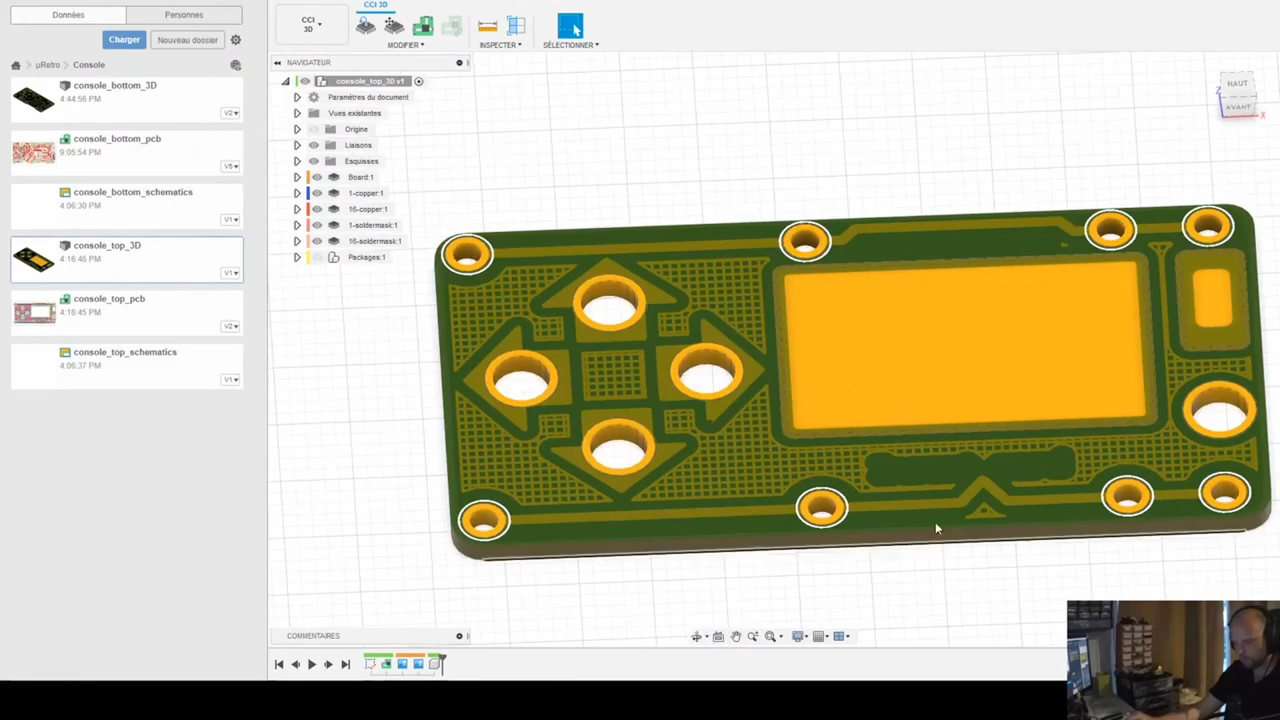 Données
Personnes
Charger
Nouveau dossier
µRetro
Console
console_bottom_3D
4:44:56 PM
V2
console_bottom_pcb
9:05:54 PM
V5
console_bottom_schematics
4:06:30 PM
V1
console_top_3D
4:16:46 PM
V1
console_top_pcb
4:16:45 PM
V2
console_top_schematics
4:06:37 PM
V1
CCI 3D
CCI
3D
MODIFIER
INSPECTER
SÉLECTIONNER
NAVIGATEUR
console_top_3D v1
Paramètres du document
Vues existantes
Origine
Liaisons
Esquisses
Board:1
1-copper:1
16-copper:1
1-soldermask:1
16-soldermask:1
Packages:1
HAUT
AVANT
Z
X
COMMENTAIRES